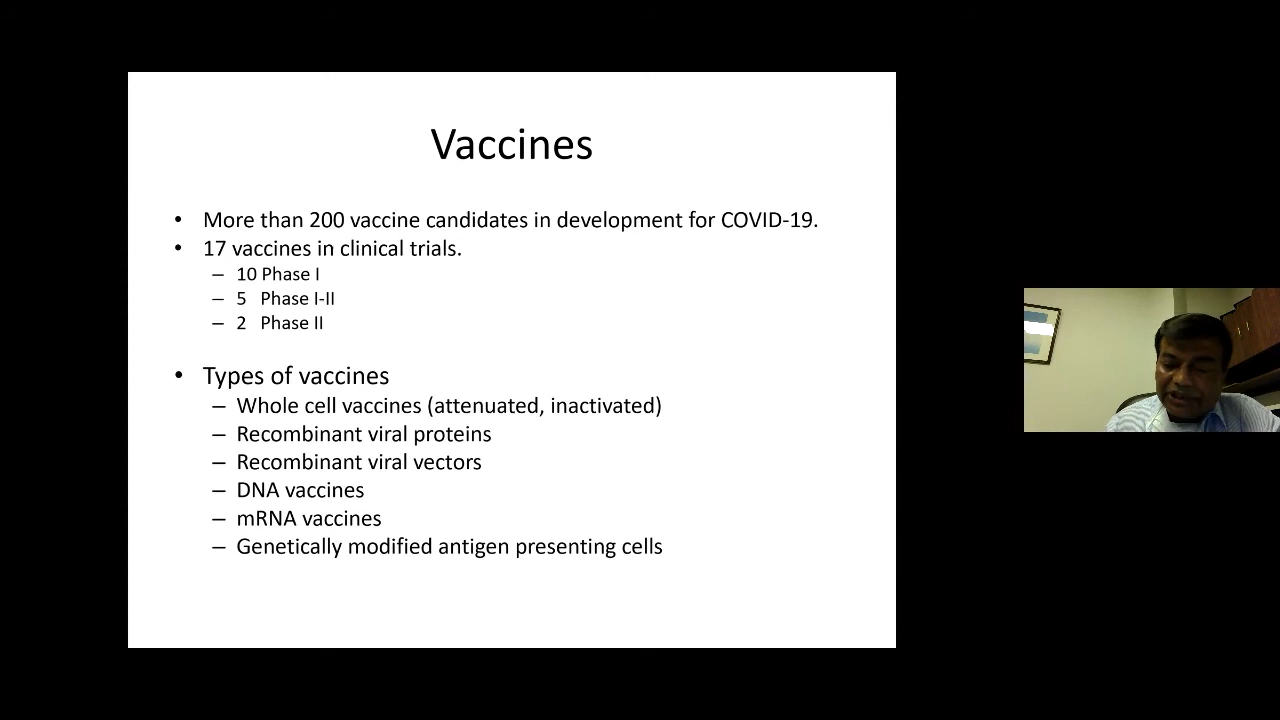 Vaccines
• More than 200 vaccine candidates in development for COVID-19.
• 17 vaccines in clinical trials.
– 10 Phase I
– 5 Phase I-II
– 2 Phase II
• Types of vaccines
– Whole cell vaccines (attenuated, inactivated)
– Recombinant viral proteins
– Recombinant viral vectors
– DNA vaccines
– mRNA vaccines
– Genetically modified antigen presenting cells